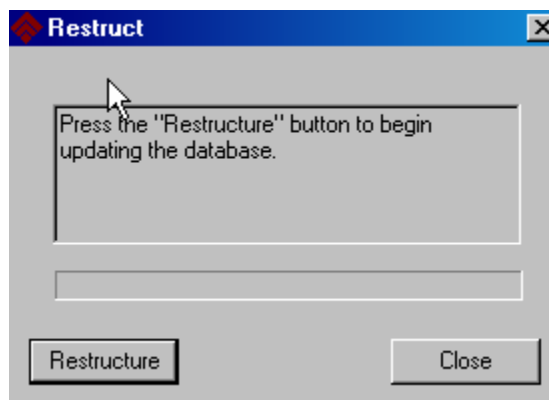 Restruct
Press the "Restructure" button to begin
updating the database.
Restructure
Close